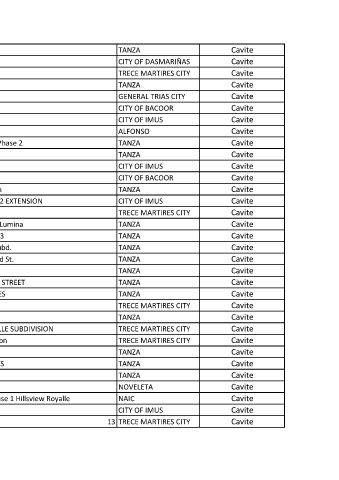 TANZA Cavite
CITY OF DASMARIÑAS Cavite
TRECE MARTIRES CITY Cavite
TANZA Cavite
GENERAL TRIAS CITY Cavite
CITY OF BACOOR Cavite
CITY OF IMUS Cavite
ALFONSO Cavite
Phase 2 TANZA Cavite
TANZA Cavite
CITY OF IMUS Cavite
CITY OF BACOOR Cavite
TANZA Cavite
2 EXTENSION CITY OF IMUS Cavite
TRECE MARTIRES CITY Cavite
Lumina TANZA Cavite
3 TANZA Cavite
bd. TANZA Cavite
d St. TANZA Cavite
TANZA Cavite
STREET TANZA Cavite
ES TANZA Cavite
TRECE MARTIRES CITY Cavite
TANZA Cavite
LLE SUBDIVISION TRECE MARTIRES CITY Cavite
on TRECE MARTIRES CITY Cavite
TANZA Cavite
TANZA Cavite
TANZA Cavite
NOVELETA Cavite
se 1 Hillsview Royalle NAIC Cavite
CITY OF IMUS Cavite
13 TRECE MARTIRES CITY Cavite